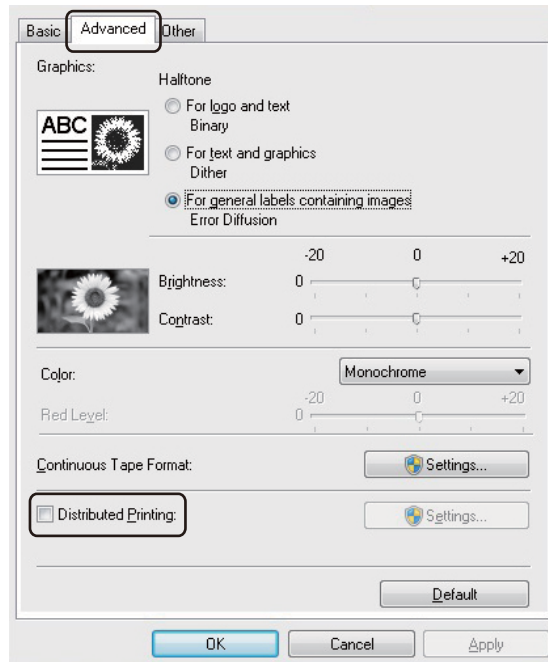 Basic Advanced Other
Graphics:
Halftone
For logo and text
Binary
ABC
For text and graphics
Dither
For general labels containing images
Error Diffusion
-20 0 +20
Brightness: 0
Contrast: 0
Color: Monochrome
-20 0 +20
Red Level: 0
Continuous Tape Format: Settings...
Distributed Printing: Settings...
Default
OK Cancel Apply